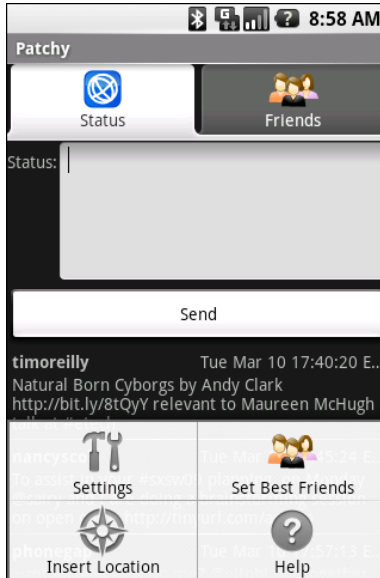 8:58 AM
Patchy
Status
Friends
Status:
Send
timoreilly Tue Mar 10 17:40:20 E..
Natural Born Cyborgs by Andy Clark
http://bit.ly/8tQyY relevant to Maureen McHugh
Settings
Set Best Friends
Insert Location
Help